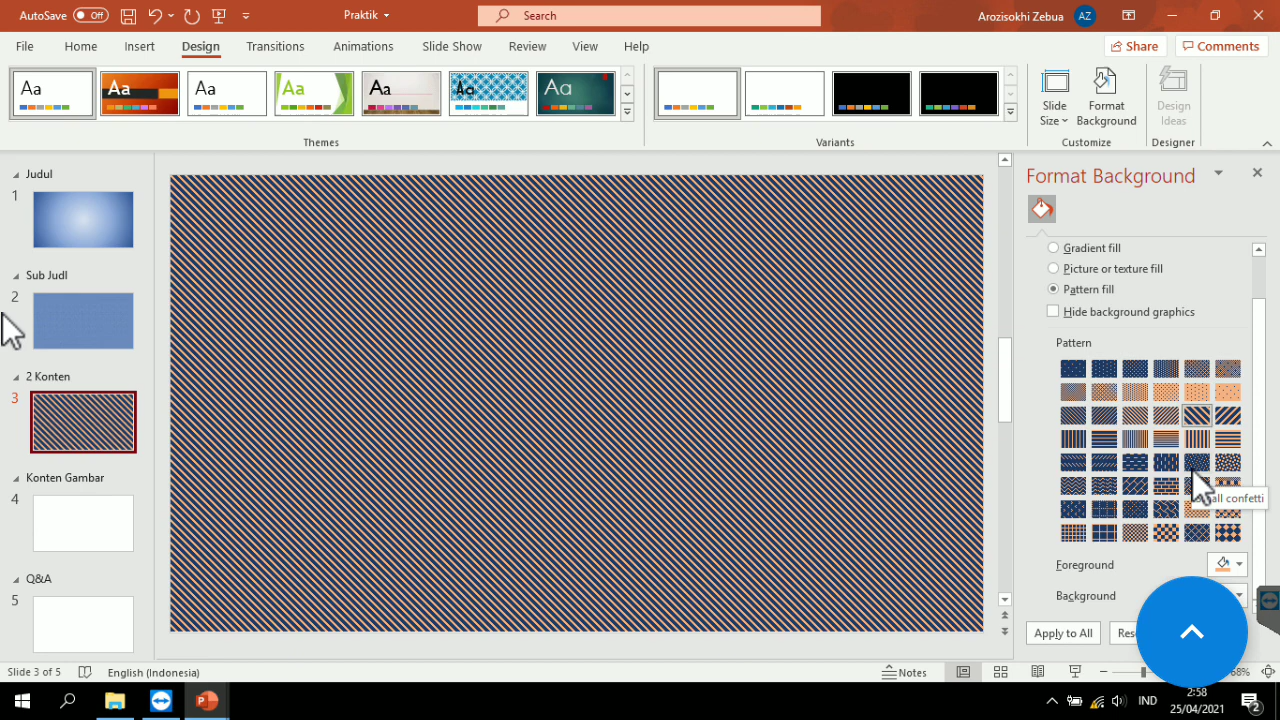 AutoSave Off Praktik Search Arozisokhi Zebua AZ
File Home Insert Design Transitions Animations Slide Show Review View Help Share Comments
Aa Aa Aa Aa Aa Aa Aa
Slide Size
Format Background
Design Ideas
Themes Variants Customize Designer
Judul
1
Sub Judl
2
2 Konten
3
Konten Gambar
4
Q&A
5
Format Background
Gradient fill
Picture or texture fill
Pattern fill
Hide background graphics
Pattern
all confetti
Foreground
Background
Apply to All Res
Slide 3 of 5 English (Indonesia) Notes 68%
IND 2:58
25/04/2021 2